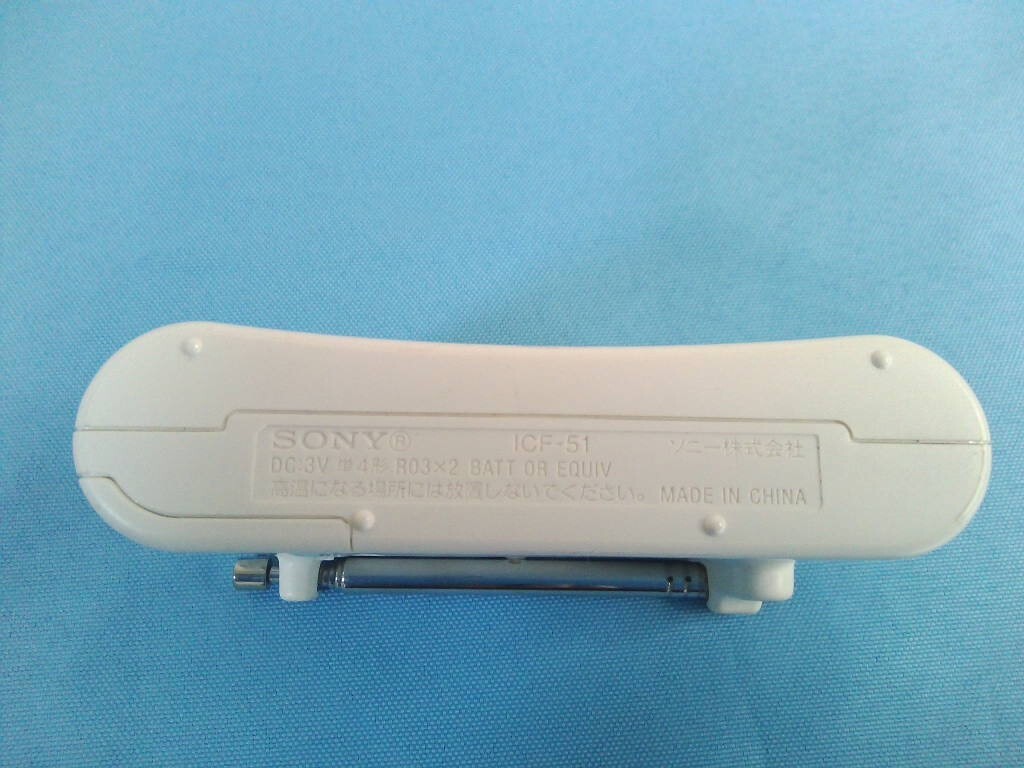 SONY® ICF-51 ソニー株式会社
DC:3V 単4形 R03×2 BATT OR EQUIV
高温になる場所には放置しないでください。 MADE IN CHINA